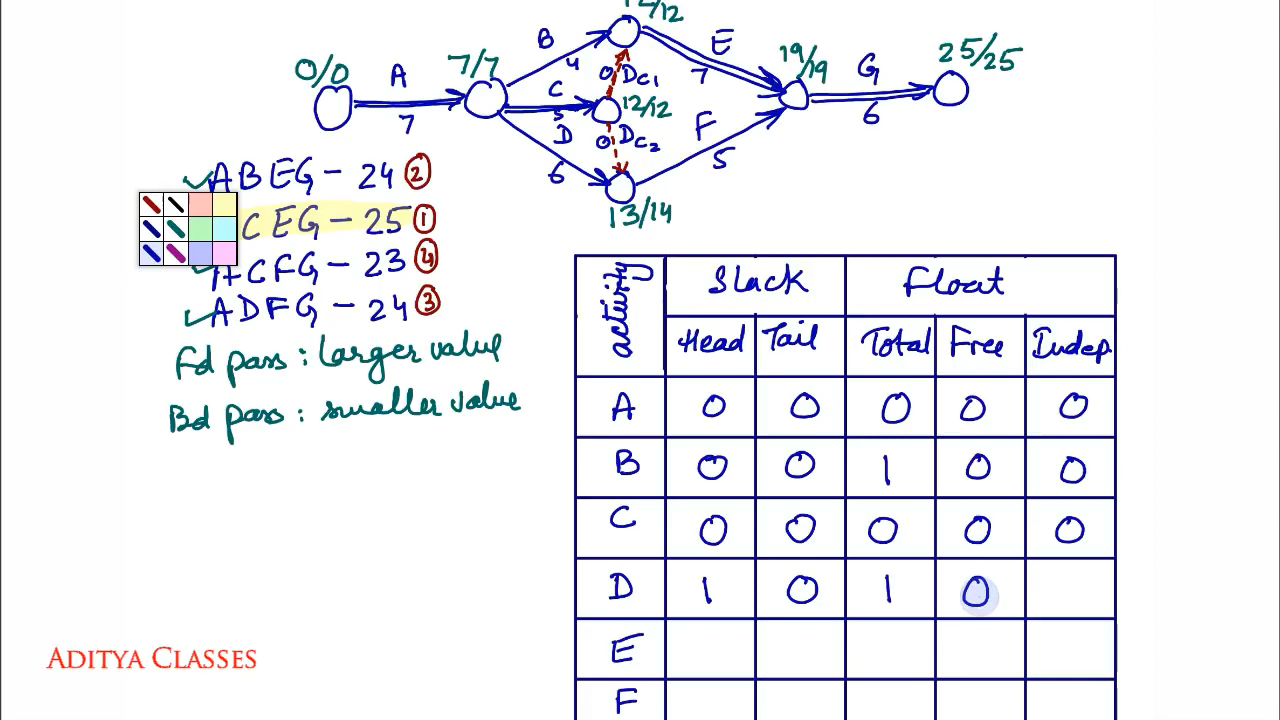 12/12
0/0
A
7
7/7
B
4
C
5
D
6
0
DC1
12/12
0
DC2
13/14
E
7
F
5
19/19
G
6
25/25
ABEG - 24 ②
CEG - 25 ①
ACFG - 23 ④
ADFG - 24 ③
Fd pass : Larger value
Bd pass : smaller value
activity Slack Float
Head Tail Total Free Indep.
A 0 0 0 0 0
B 0 0 1 0 0
C 0 0 0 0 0
D 1 0 1 0
E
F
ADITYA CLASSES